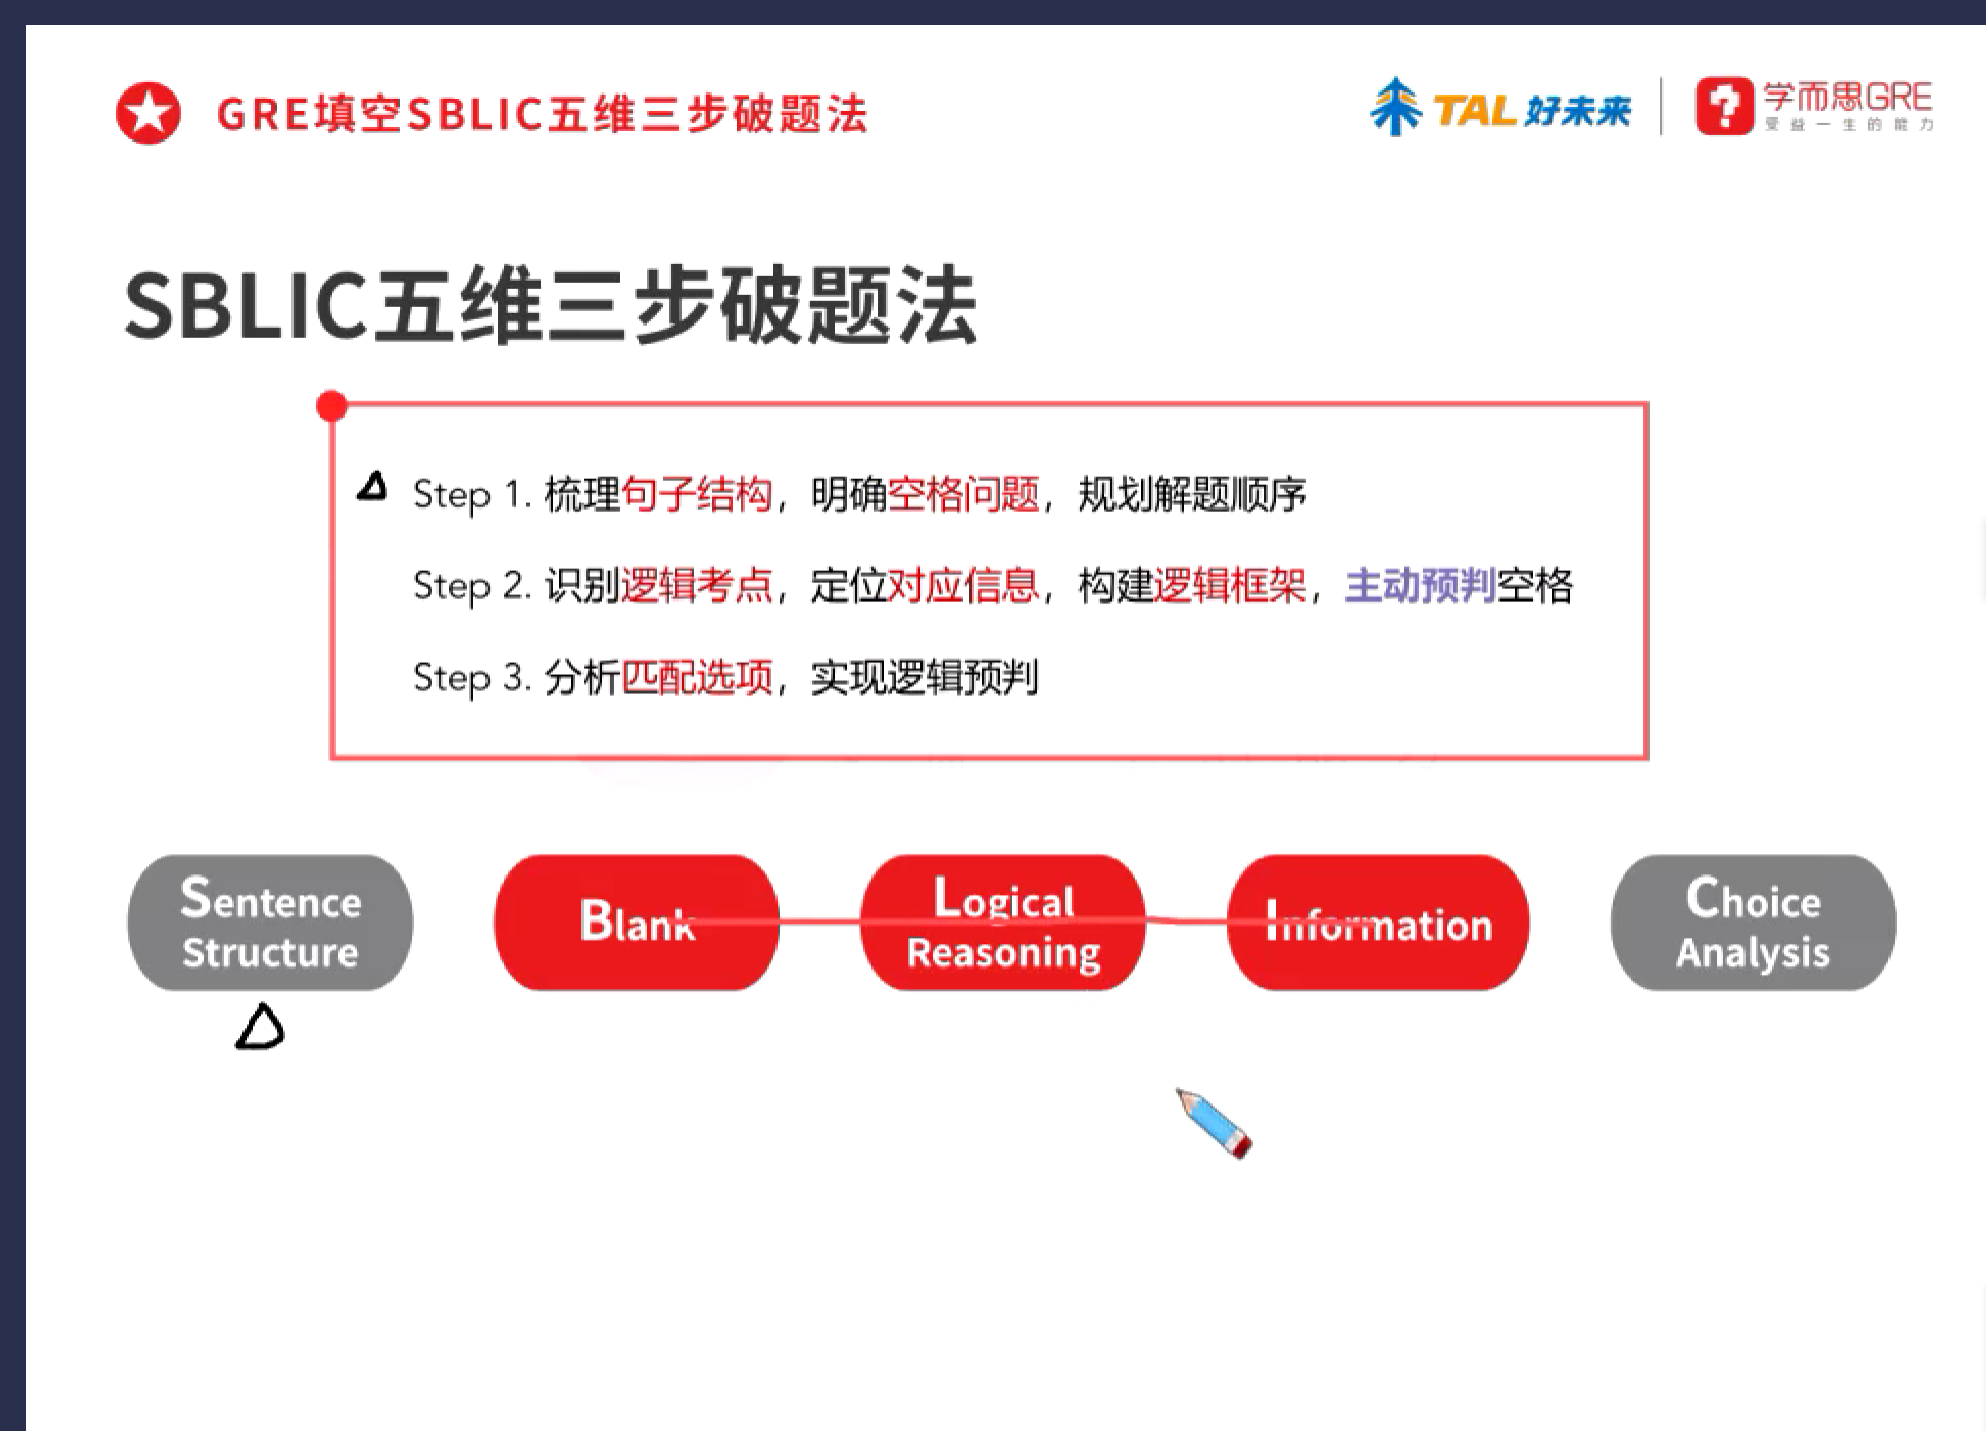 GRE填空SBLIC五维三步破题法
TAL 好未来
学而思GRE
受益一生的能力
SBLIC五维三步破题法
Step 1. 梳理句子结构，明确空格问题，规划解题顺序
Step 2. 识别逻辑考点，定位对应信息，构建逻辑框架，主动预判空格
Step 3. 分析匹配选项，实现逻辑预判
Sentence
Structure
Blank
Logical
Reasoning
Information
Choice
Analysis